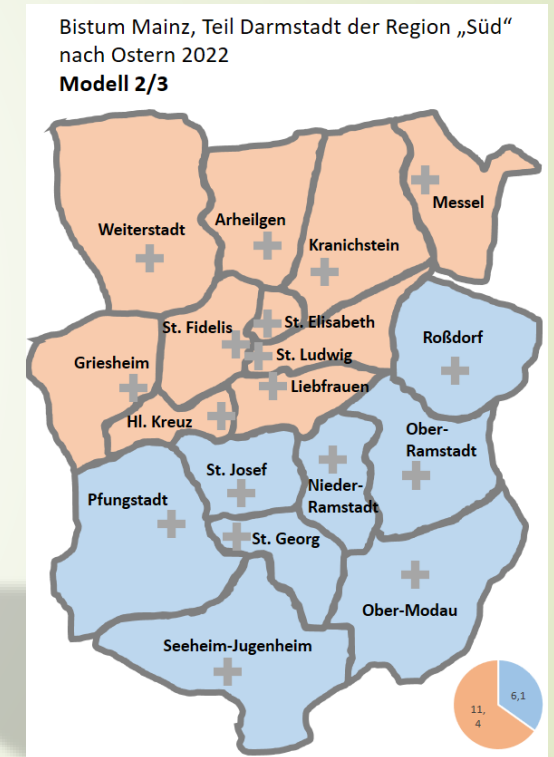 Bistum Mainz, Teil Darmstadt der Region „Süd“
nach Ostern 2022
Modell 2/3
Messel
Arheilgen
Weiterstadt
Kranichstein
St. Fidelis
St. Elisabeth
Roßdorf
St. Ludwig
Griesheim
Liebfrauen
Hl. Kreuz
Ober-
Ramstadt
St. Josef
Nieder-
Ramstadt
Pfungstadt
St. Georg
Ober-Modau
Seeheim-Jugenheim
6,1
11,
4